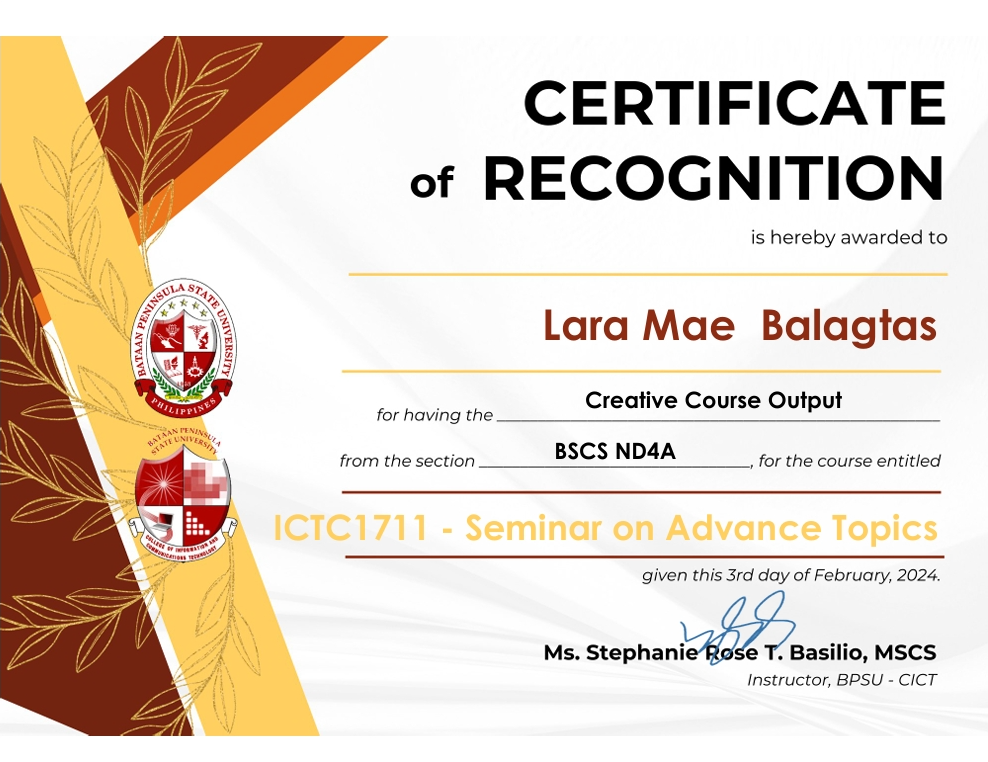 CERTIFICATE
of RECOGNITION
is hereby awarded to
Lara Mae Balagtas
for having the Creative Course Output
from the section BSCS ND4A, for the course entitled
ICTC1711 - Seminar on Advance Topics
given this 3rd day of February, 2024.
Ms. Stephanie Rose T. Basilio, MSCS
Instructor, BPSU - CICT
BATAAN PENINSULA STATE UNIVERSITY
PHILIPPINES
BATAAN PENINSULA
STATE UNIVERSITY
COLLEGE OF INFORMATION AND
COMMUNICATIONS TECHNOLOGY